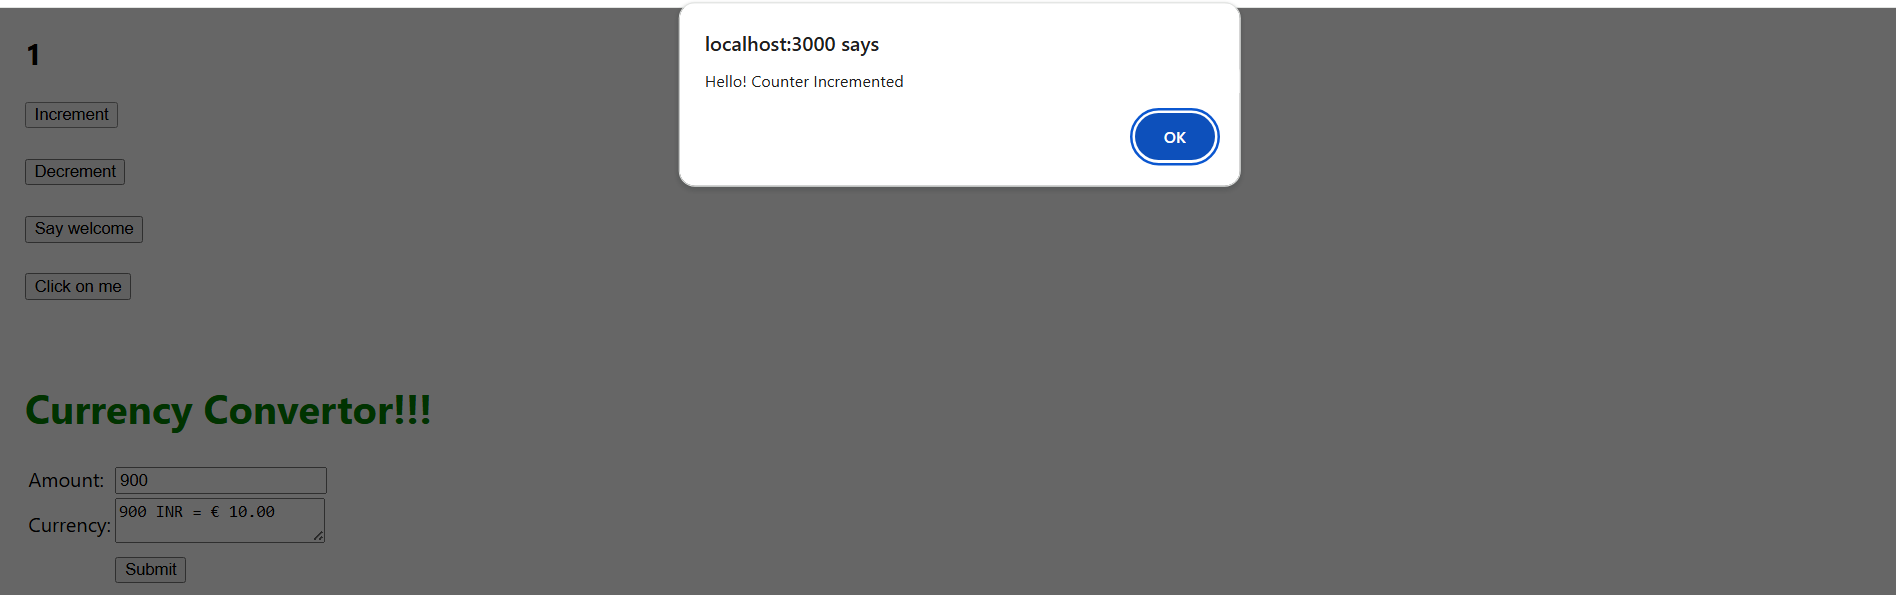 localhost:3000 says
Hello! Counter Incremented
OK
1
Increment
Decrement
Say welcome
Click on me
Currency Convertor!!!
Amount: 900
Currency: 900 INR = € 10.00
Submit